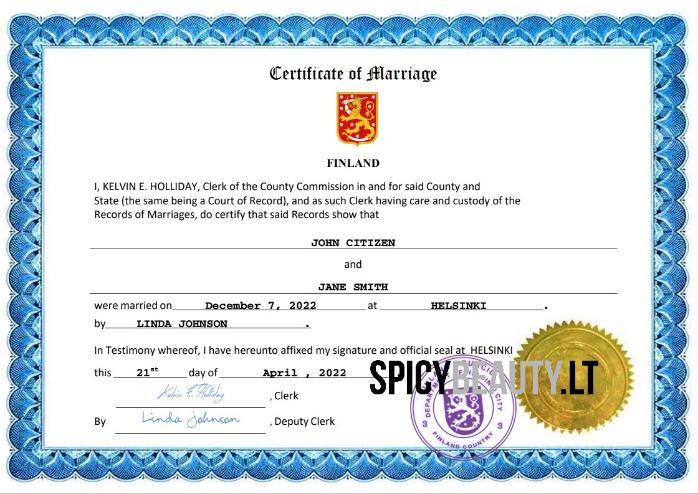 Certificate of Marriage
FINLAND
I, KELVIN E. HOLLIDAY, Clerk of the County Commission in and for said County and
State (the same being a Court of Record), and as such Clerk having care and custody of the
Records of Marriages, do certify that said Records show that
JOHN CITIZEN
and
JANE SMITH
were married on December 7, 2022 at HELSINKI .
by LINDA JOHNSON .
In Testimony whereof, I have hereunto affixed my signature and official seal at HELSINKI
this 21st day of April , 2022
SPICYBEAUTY.LT
Kelvin E. Holliday , Clerk
By Linda Johnson , Deputy Clerk
FINLAND COUNTRY